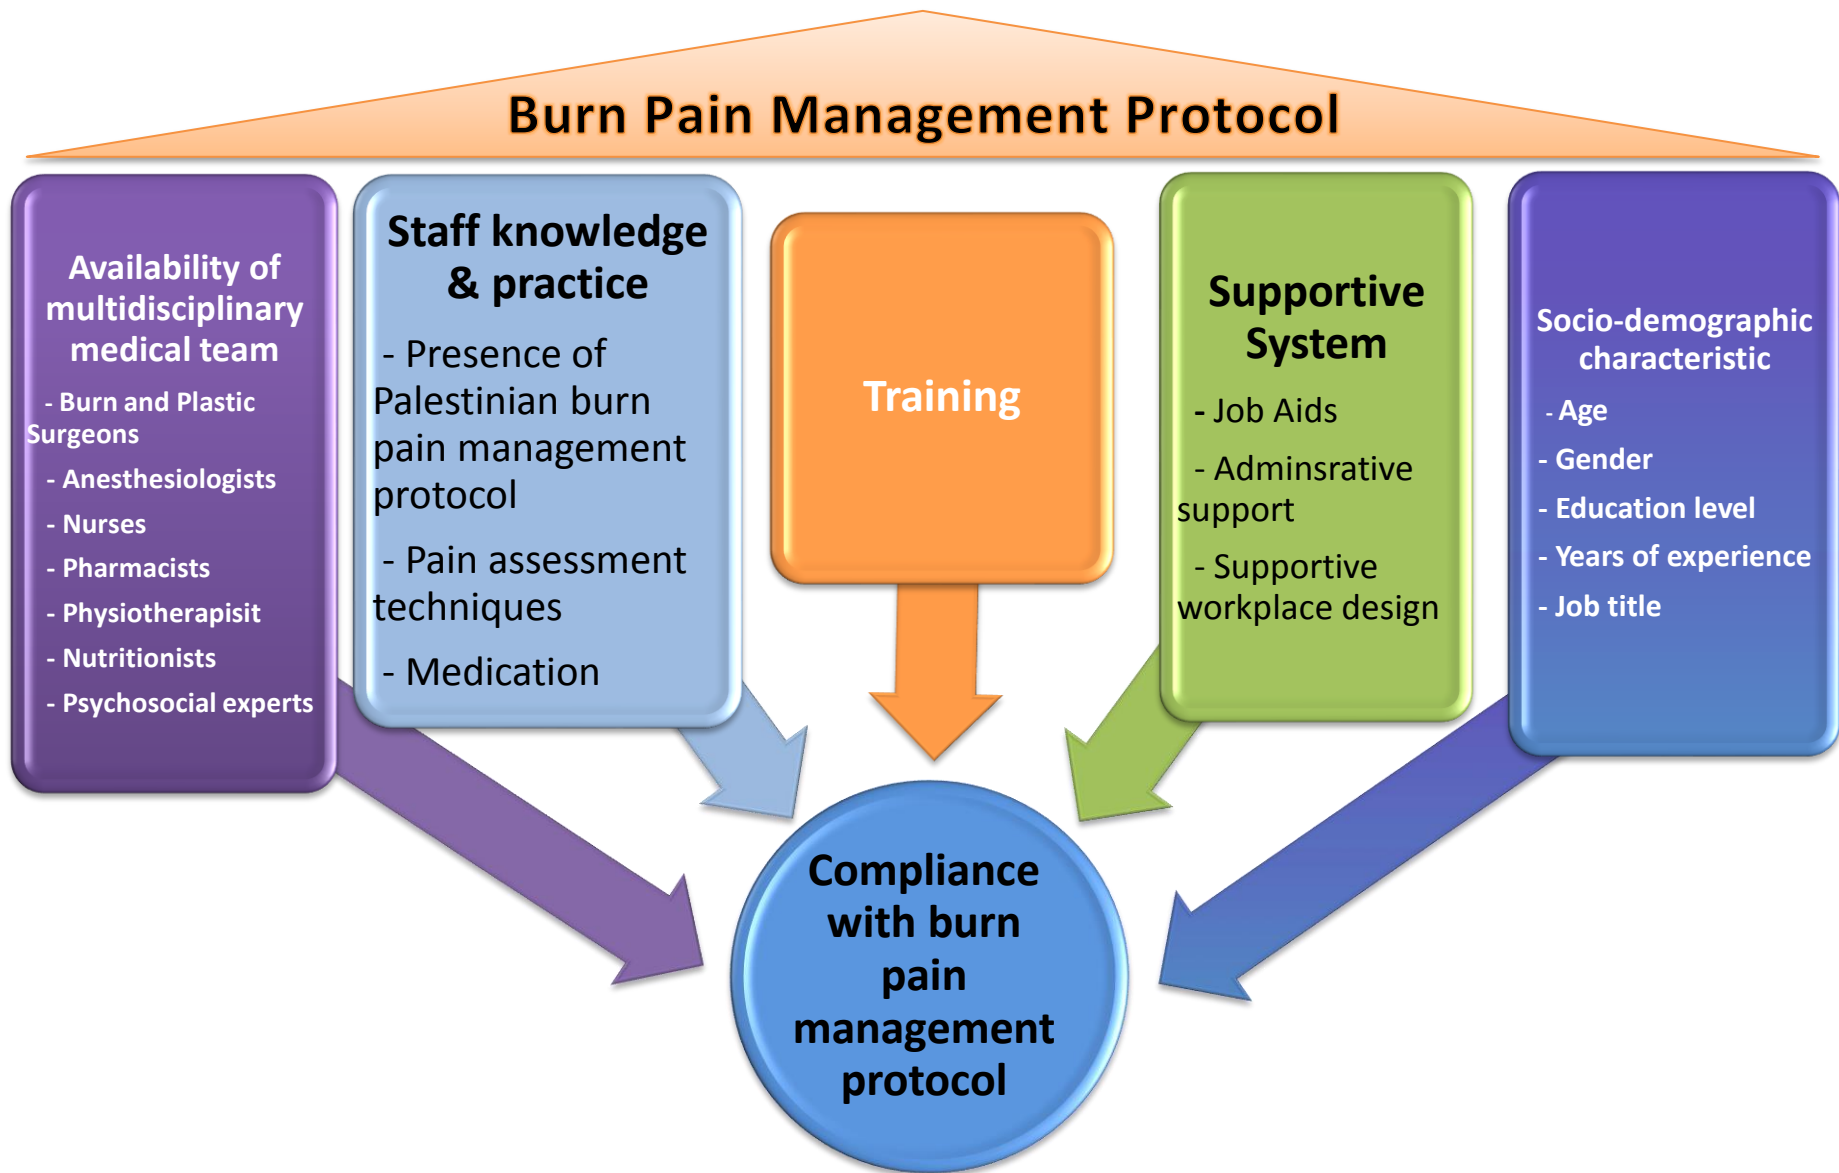 Burn Pain Management Protocol
Availability of
multidisciplinary
medical team
- Burn and Plastic
Surgeons
- Anesthesiologists
- Nurses
- Pharmacists
- Physiotherapisit
- Nutritionists
- Psychosocial experts
Staff knowledge
& practice
- Presence of
Palestinian burn
pain management
protocol
- Pain assessment
techniques
- Medication
Training
Supportive
System
- Job Aids
- Adminsrative
support
- Supportive
workplace design
Socio-demographic
characteristic
- Age
- Gender
- Education level
- Years of experience
- Job title
Compliance
with burn
pain
management
protocol